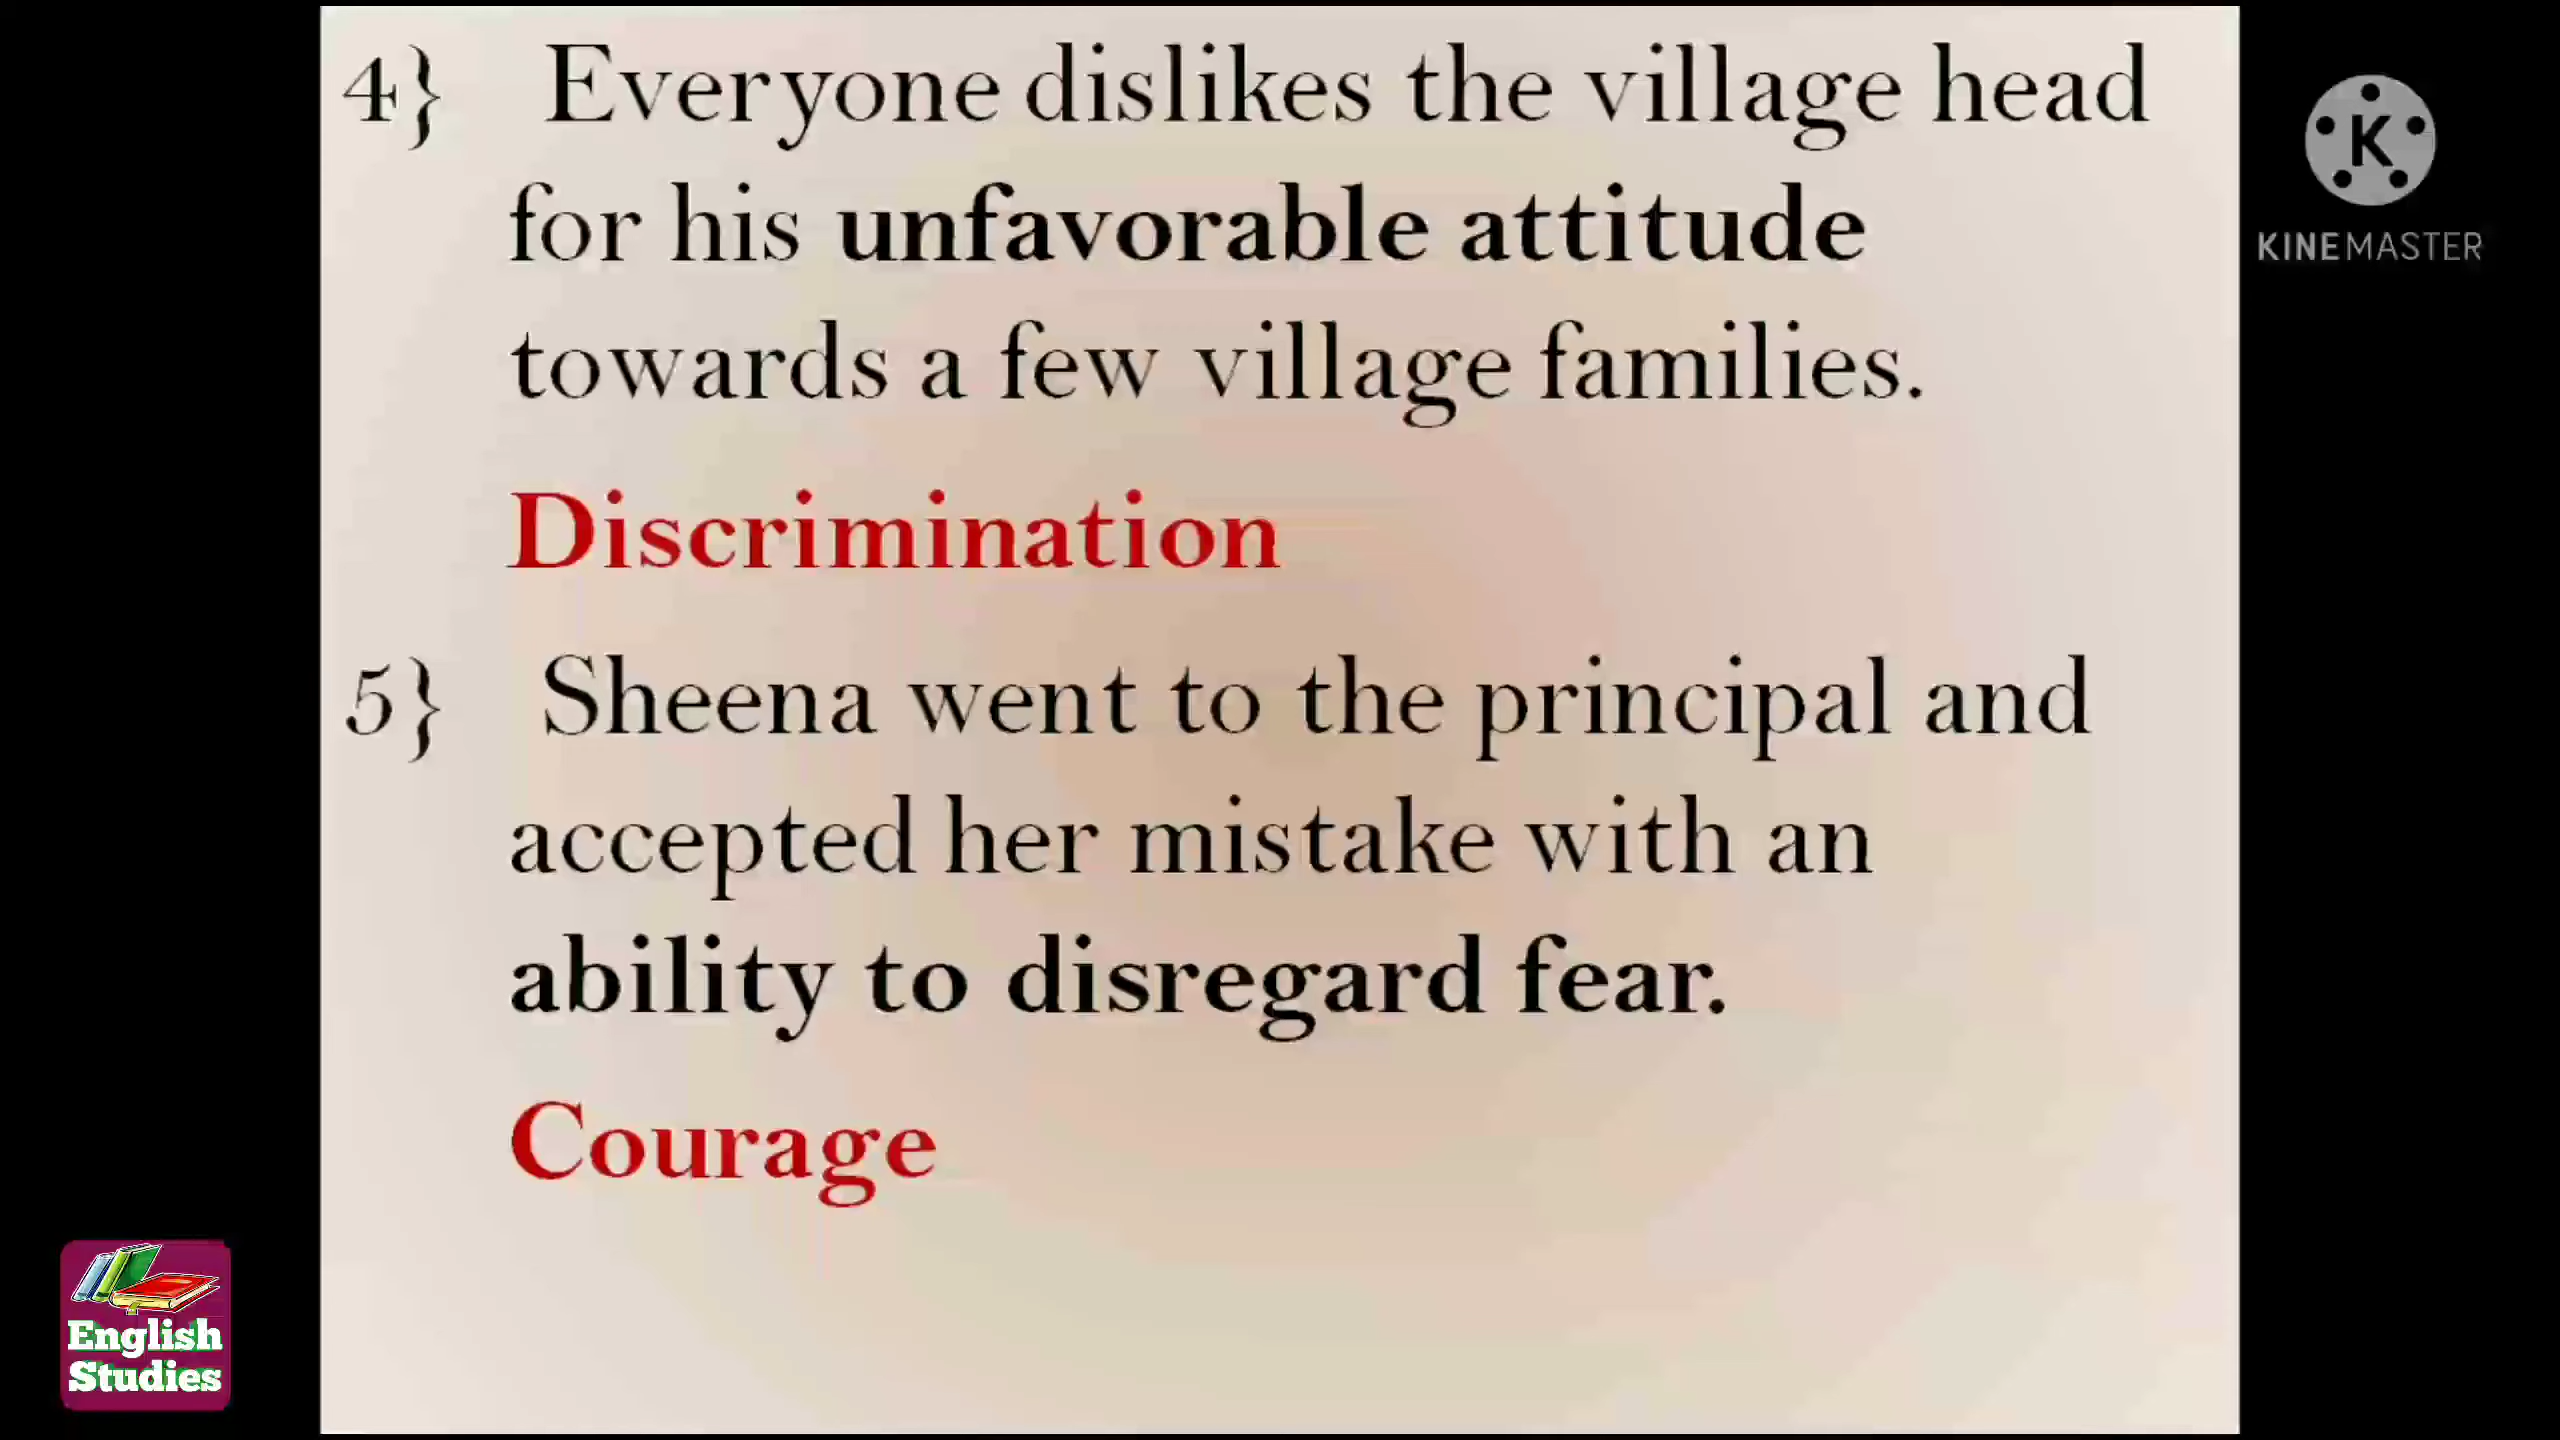 4} Everyone dislikes the village head
for his unfavorable attitude
towards a few village families.
Discrimination
5} Sheena went to the principal and
accepted her mistake with an
ability to disregard fear.
Courage
K
KINEMASTER
English
Studies